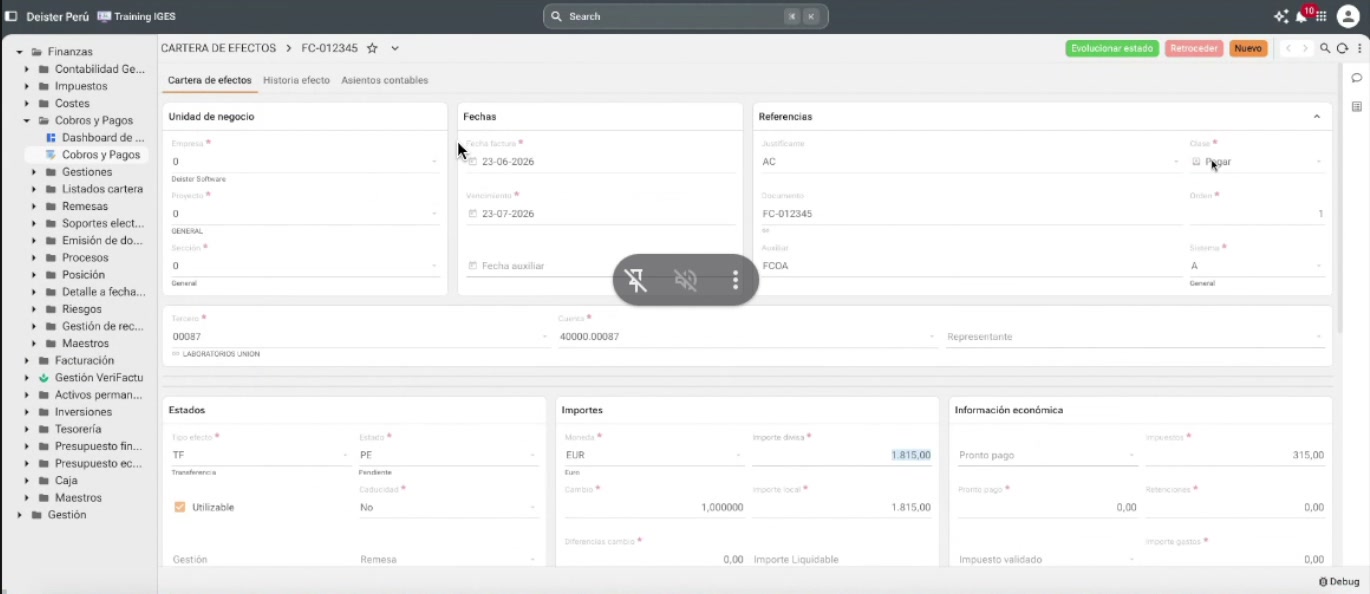 Deister Perú Training IGES
Search ⌘ K
10
Finanzas
Contabilidad Ge...
Impuestos
Costes
Cobros y Pagos
Dashboard de ...
Cobros y Pagos
Gestiones
Listados cartera
Remesas
Soportes elect...
Emisión de do...
Procesos
Posición
Detalle a fecha...
Riesgos
Gestión de rec...
Maestros
Facturación
Gestión VeriFactu
Activos perman...
Inversiones
Tesorería
Presupuesto fin...
Presupuesto ec...
Caja
Maestros
Gestión
CARTERA DE EFECTOS > FC-012345
Evolucionar estado Retroceder Nuevo
Cartera de efectos Historia efecto Asientos contables
Unidad de negocio
Empresa *
0
Deister Software
Proyecto *
0
GENERAL
Sección *
0
General
Fechas
Fecha factura *
23-06-2026
Vencimiento *
23-07-2026
Fecha auxiliar
Referencias
Justificante
AC
Clase *
Pagar
Documento
FC-012345
Orden *
1
Auxiliar
FCOA
Sistema *
A
General
Tercero *
00087
LABORATORIOS UNION
Cuenta *
40000.00087
Representante
Estados
Tipo efecto *
TF
Transferencia
Estado *
PE
Pendiente
Utilizable
Caducidad *
No
Gestión
Remesa
Importes
Moneda *
EUR
Euro
Importe divisa *
1.815,00
Cambio *
1,000000
Importe local *
1.815,00
Diferencias cambio *
0,00
Importe Liquidable
Información económica
Pronto pago
Impuestos *
315,00
Pronto pago *
0,00
Retenciones *
0,00
Impuesto validado
Importe gastos *
0,00
Debug